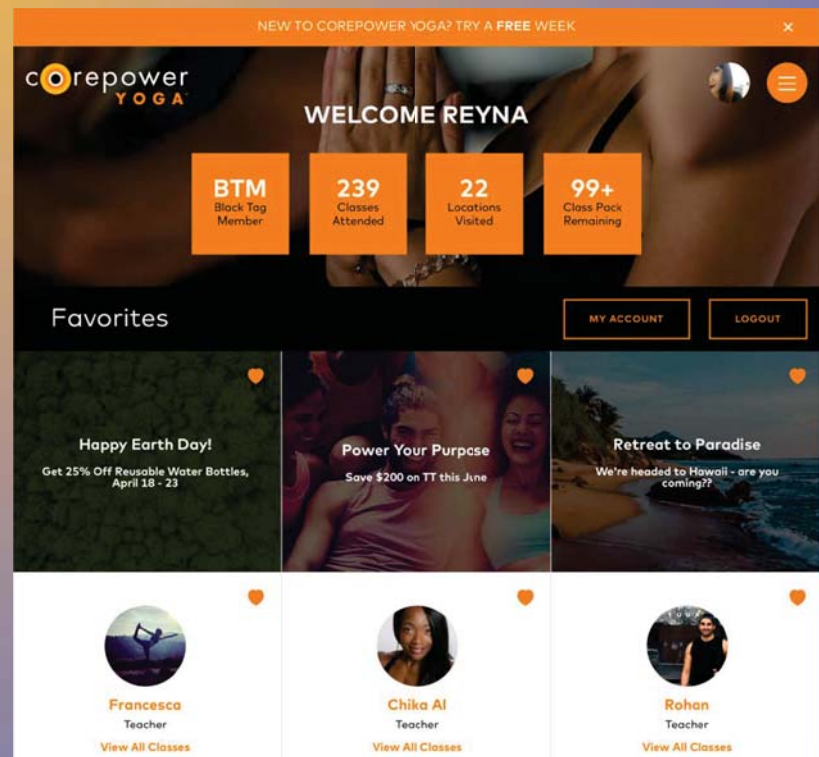 NEW TO COREPOWER YOGA? TRY A FREE WEEK ×
corepower
YOGA
WELCOME REYNA
BTM
Black Tag
Member
239
Classes
Attended
22
Locations
Visited
99+
Class Pack
Remaining
Favorites
MY ACCOUNT
LOGOUT
Happy Earth Day!
Get 25% Off Reusable Water Bottles,
April 18 - 23
Power Your Purpose
Save $200 on TT this June
Retreat to Paradise
We're headed to Hawaii - are you
coming??
Francesca
Teacher
View All Classes
Chika Al
Teacher
View All Classes
Rohan
Teacher
View All Classes